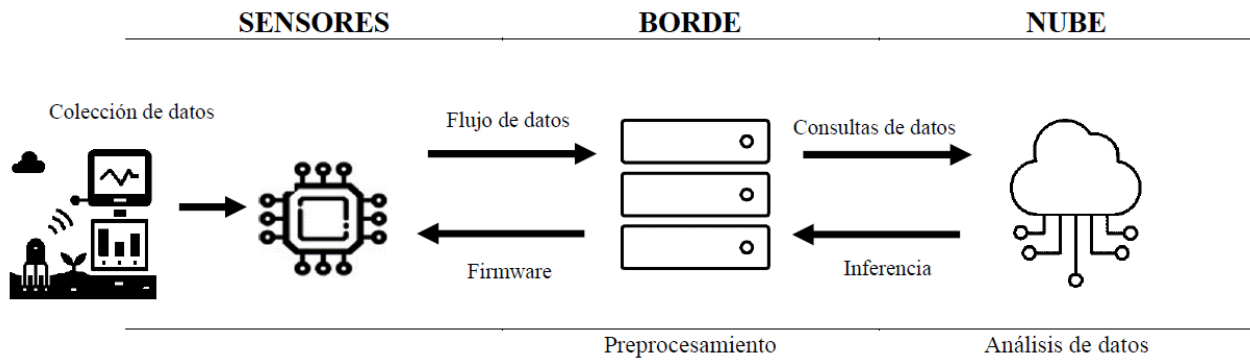 SENSORES
BORDE
NUBE
Colección de datos
Flujo de datos
Consultas de datos
Firmware
Inferencia
Preprocesamiento
Análisis de datos